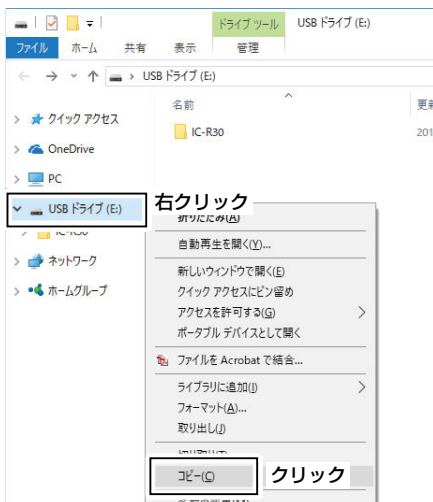 ドライブ ツール USB ドライブ (E:)
ファイル ホーム 共有 表示 管理
USB ドライブ (E:)
名前
クイック アクセス
IC-R30
OneDrive
PC
USB ドライブ (E:)
右クリック
折りたたみ(A)
自動再生を開く(Y)...
ネットワーク
新しいウィンドウで開く(E)
ホームグループ
クイック アクセスにピン留め
アクセスを許可する(G)
ポータブル デバイスとして開く
ファイルを Acrobat で結合...
ライブラリに追加(I)
フォーマット(A)...
取り出し(J)
コピー(C)
クリック